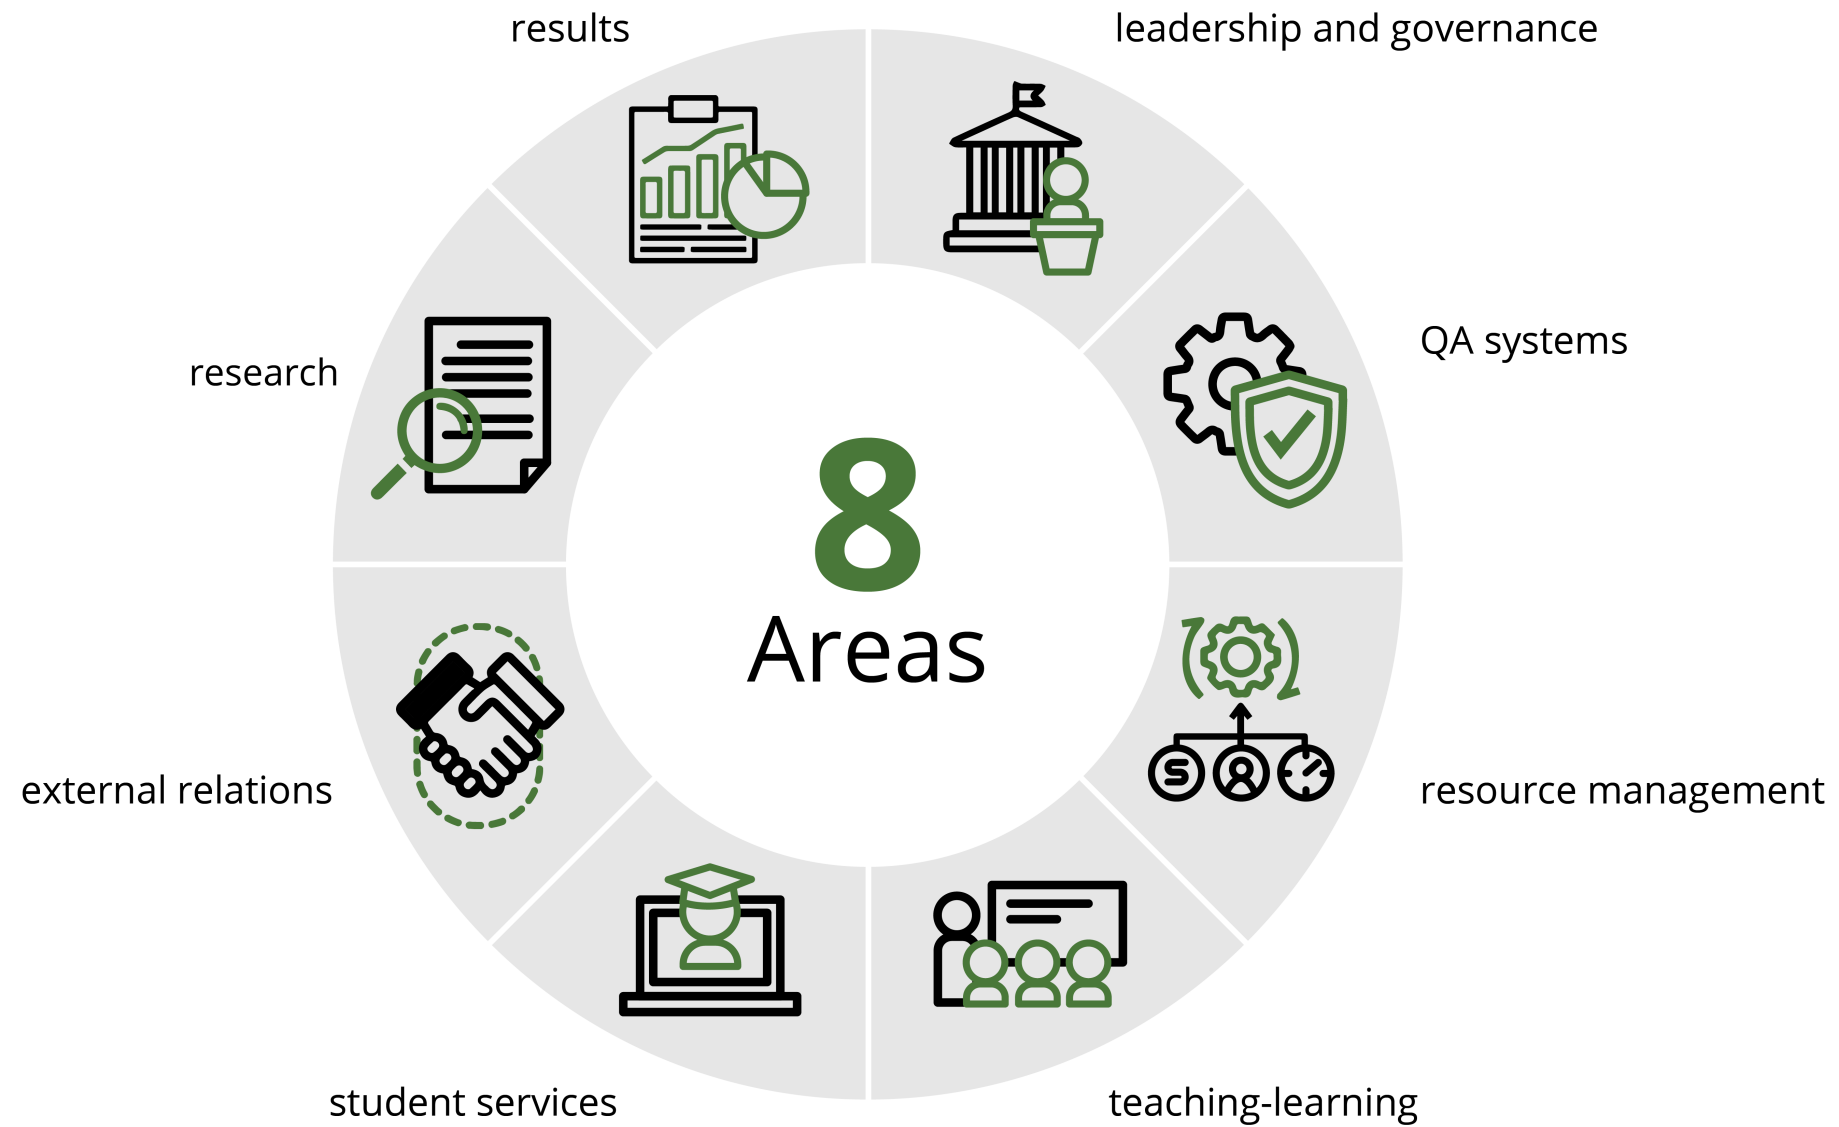 results
leadership and governance
QA systems
research
8
Areas
external relations
resource management
student services
teaching-learning